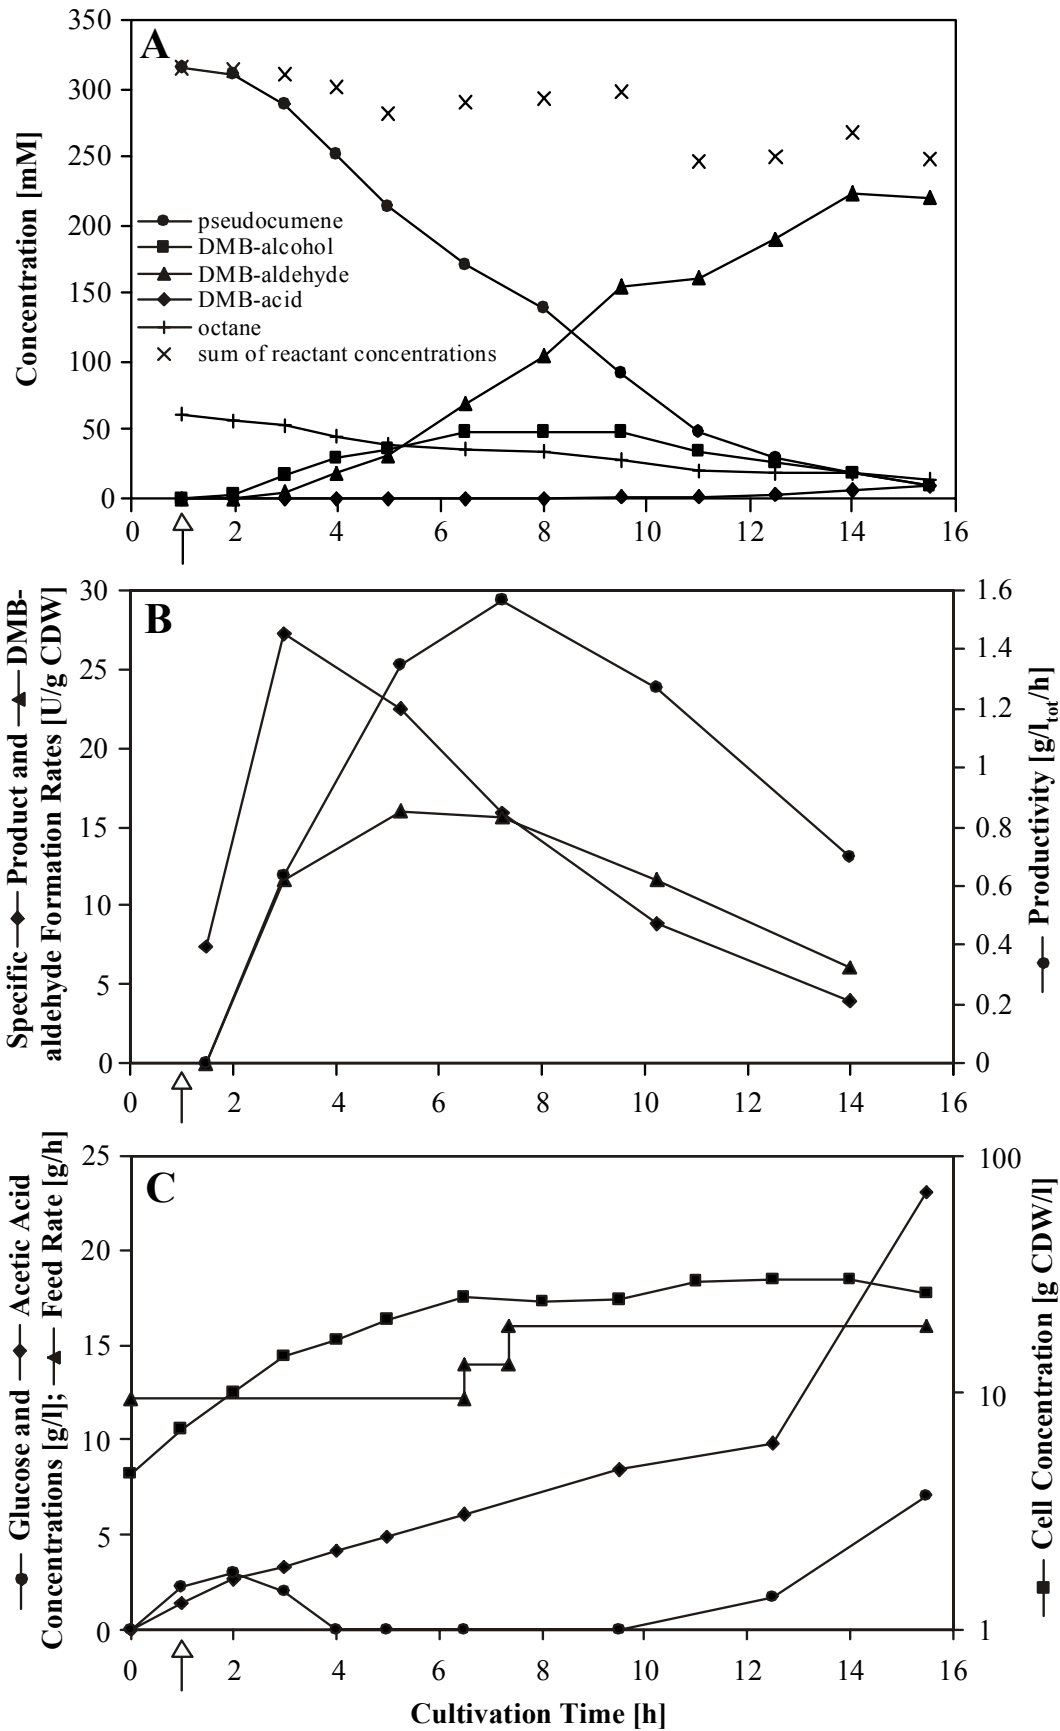 A
350
300
250
200
150
100
50
0
Concentration [mM]
pseudocumene
DMB-alcohol
DMB-aldehyde
DMB-acid
octane
sum of reactant concentrations
0 2 4 6 8 10 12 14 16
B
30
25
20
15
10
5
0
Specific Product and DMB-
aldehyde Formation Rates [U/g CDW]
1.6
1.4
1.2
1
0.8
0.6
0.4
0.2
0
Productivity [g/l_tot/h]
0 2 4 6 8 10 12 14 16
C
25
20
15
10
5
0
Glucose and Acetic Acid
Concentrations [g/l]; Feed Rate [g/h]
100
10
1
Cell Concentration [g CDW/l]
0 2 4 6 8 10 12 14 16
Cultivation Time [h]